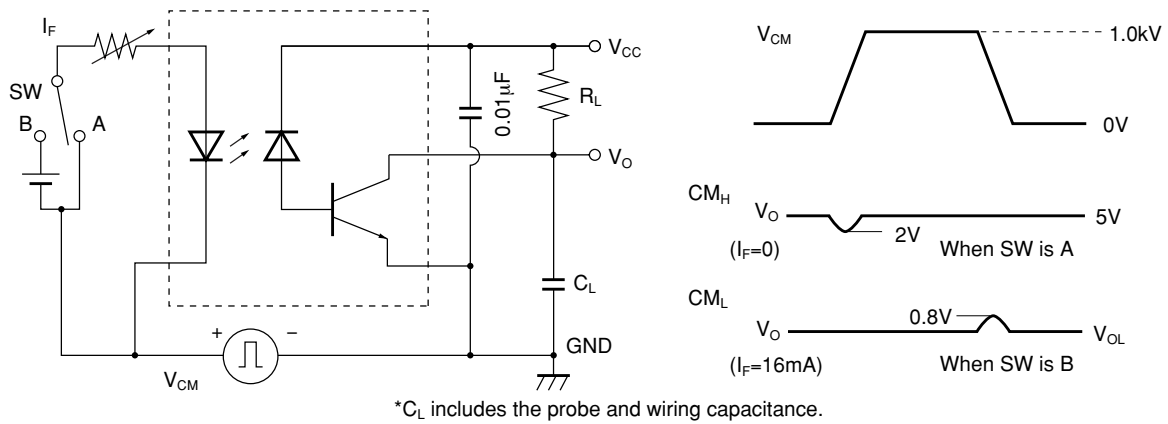 I_F
SW
B
A
V_CC
0.01µF
R_L
V_O
C_L
+
−
V_CM
GND
V_CM
1.0kV
0V
CM_H
V_O
5V
2V
(I_F=0)
When SW is A
CM_L
V_O
0.8V
V_OL
(I_F=16mA)
When SW is B
*C_L includes the probe and wiring capacitance.